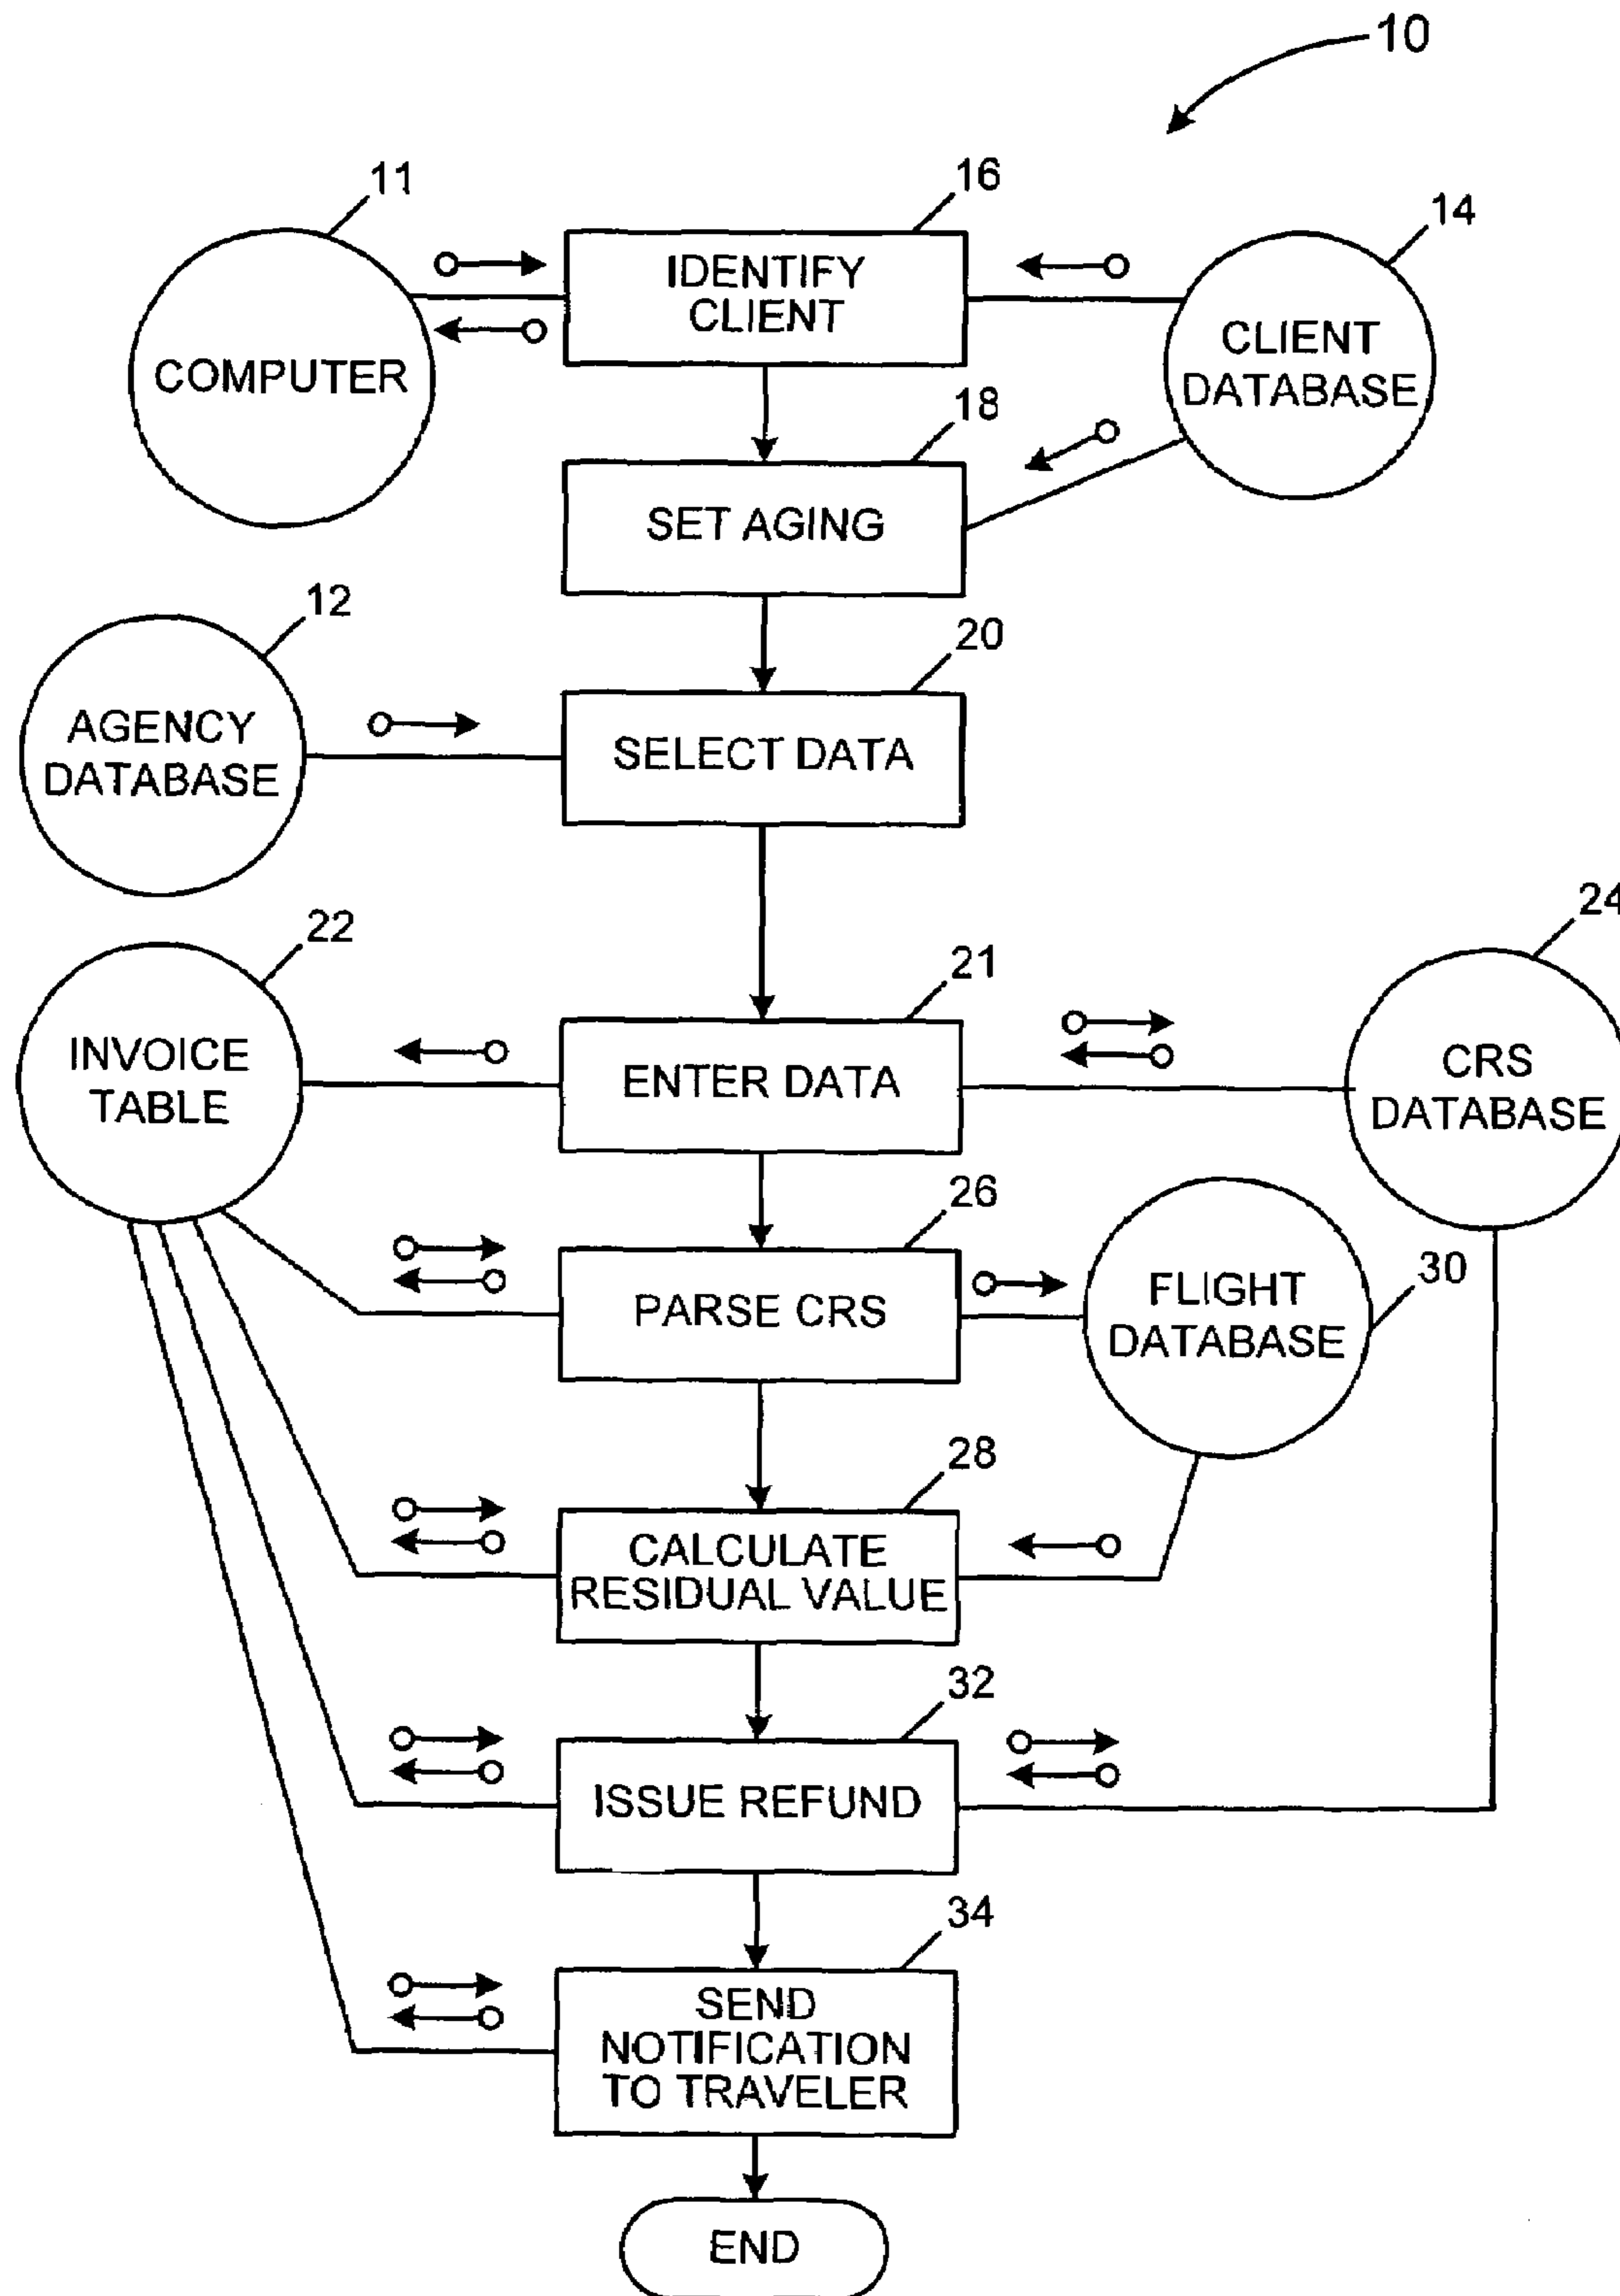 10
11
16
14
IDENTIFY
CLIENT
COMPUTER
CLIENT
DATABASE
18
SET AGING
12
20
AGENCY
DATABASE
SELECT DATA
22
21
24
INVOICE
TABLE
ENTER DATA
CRS
DATABASE
26
PARSE CRS
FLIGHT
DATABASE
30
28
CALCULATE
RESIDUAL VALUE
32
ISSUE REFUND
34
SEND
NOTIFICATION
TO TRAVELER
END